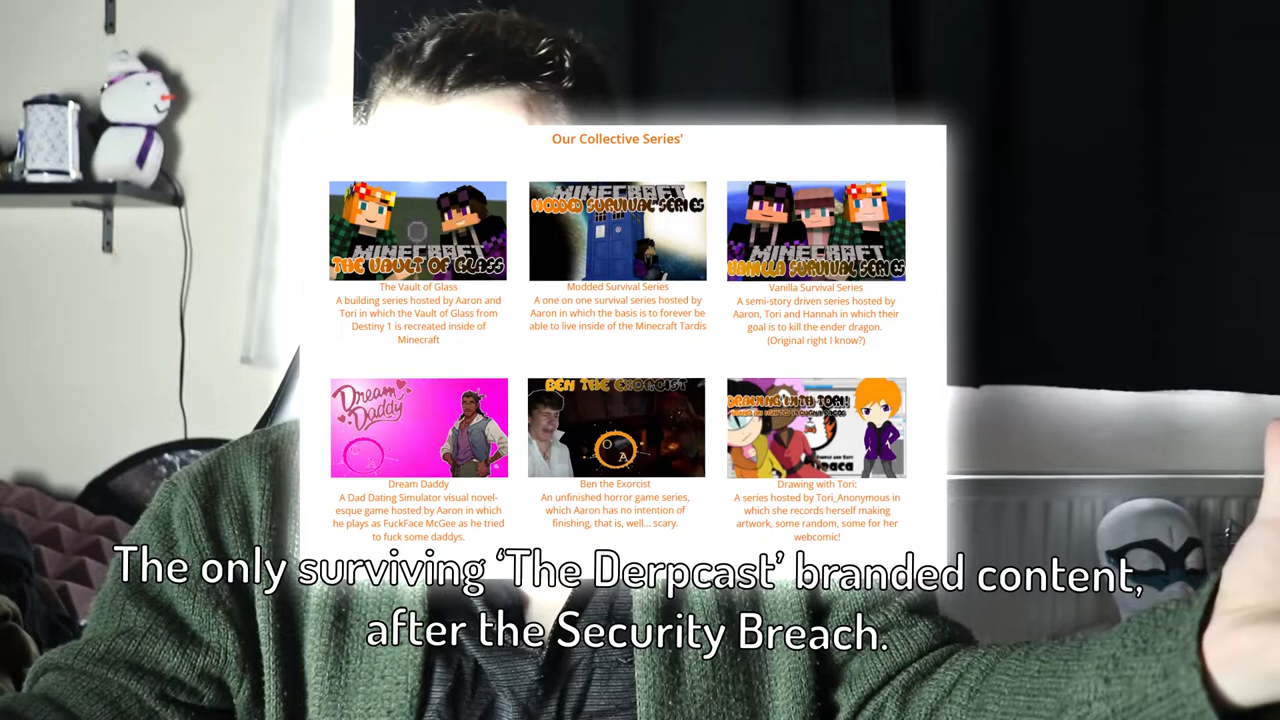 Our Collective Series'
MINECRAFT
THE VAULT OF GLASS
MINECRAFT
MODDED SURVIVAL SERIES
MINECRAFT
VANILLA SURVIVAL SERIES
The Vault of Glass
A building series hosted by Aaron and
Tori in which the Vault of Glass from
Destiny 1 is recreated inside of
Minecraft
Modded Survival Series
A one on one survival series hosted by
Aaron in which the basis is to forever be
able to live inside of the Minecraft Tardis
Vanilla Survival Series
A semi-story driven series hosted by
Aaron, Tori and Hannah in which their
goal is to kill the ender dragon.
(Original right I know?)
Dream
Daddy
O
A
BEN THE EXORCIST
O
A
DRAWING WITH TORI!
Dream Daddy
A Dad Dating Simulator visual novel-
esque game hosted by Aaron in which
he plays as FuckFace McGee as he tried
to fuck some daddys.
Ben the Exorcist
An unfinished horror game series,
which Aaron has no intention of
finishing, that is, well... scary.
Drawing with Tori:
A series hosted by Tori_Anonymous in
which she records herself making
artwork, some random, some for her
webcomic!
The only surviving ‘The Derpcast’ branded content,
after the Security Breach.